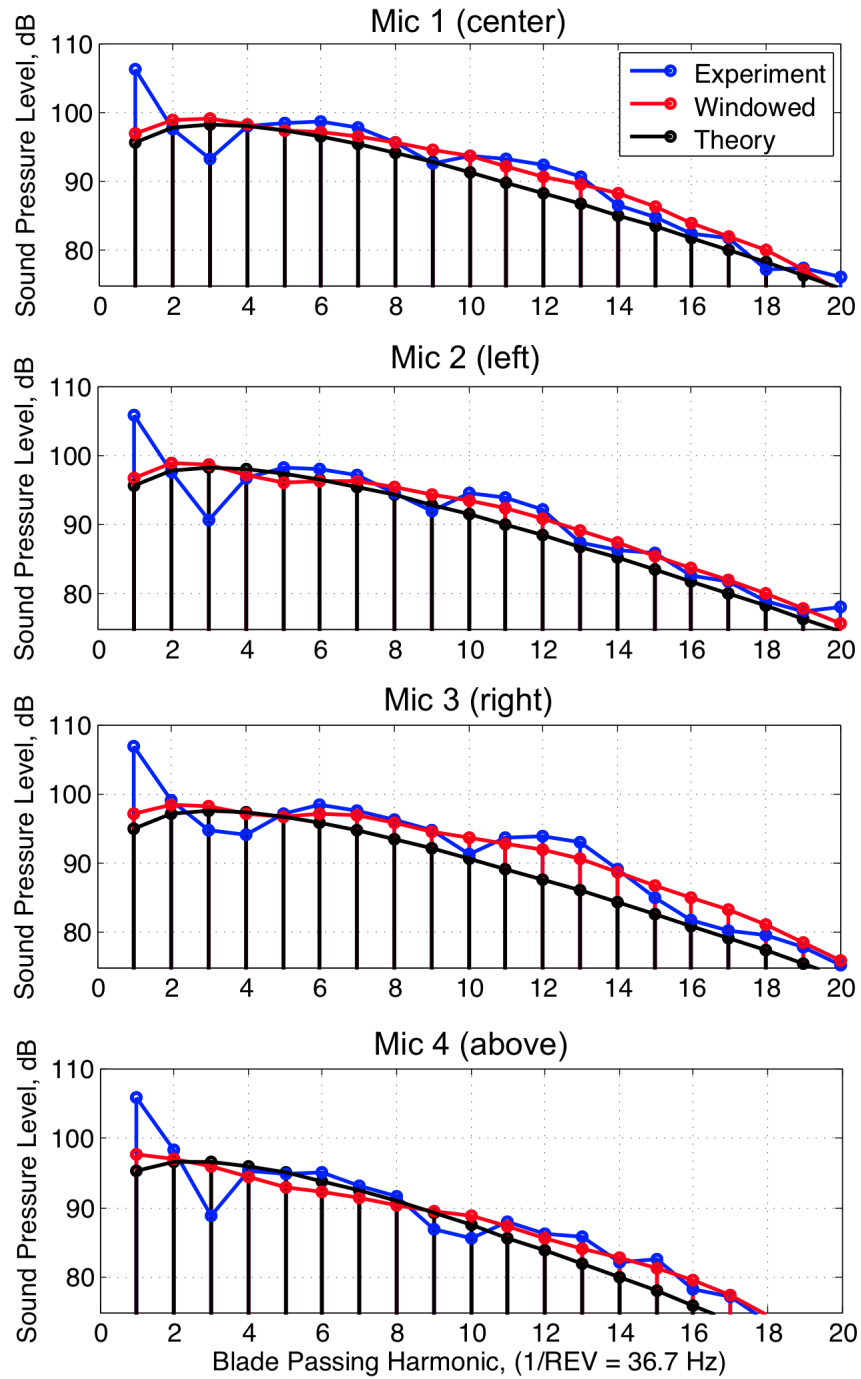 Mic 1 (center)
Sound Pressure Level, dB
110
100
90
80
Experiment
Windowed
Theory
0 2 4 6 8 10 12 14 16 18 20
Mic 2 (left)
Sound Pressure Level, dB
110
100
90
80
0 2 4 6 8 10 12 14 16 18 20
Mic 3 (right)
Sound Pressure Level, dB
110
100
90
80
0 2 4 6 8 10 12 14 16 18 20
Mic 4 (above)
Sound Pressure Level, dB
110
100
90
80
0 2 4 6 8 10 12 14 16 18 20
Blade Passing Harmonic, (1/REV = 36.7 Hz)